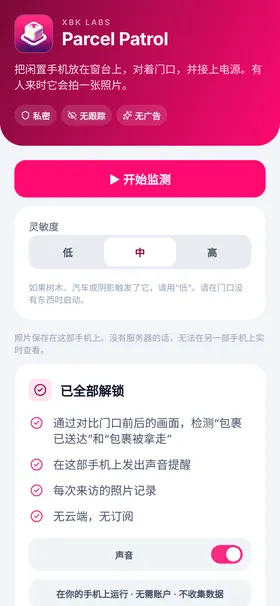 XBK LABS
Parcel Patrol
把闲置手机放在窗台上，对着门口，并接上电源。有
人来时它会拍一张照片。
私密
无跟踪
无广告
▶ 开始监测
灵敏度
低
中
高
如果树木、汽车或阴影触发了它，请用“低”。请在门口没
有东西时启动。
照片保存在这部手机上。没有服务器的话，无法在另一部手机上实
时查看。
已全部解锁
通过对比门口前后的画面，检测“包裹
已送达”和“包裹被拿走”
在这部手机上发出声音提醒
每次来访的照片记录
无云端，无订阅
声音
在你的手机上运行 · 无需账户 · 不收集数据